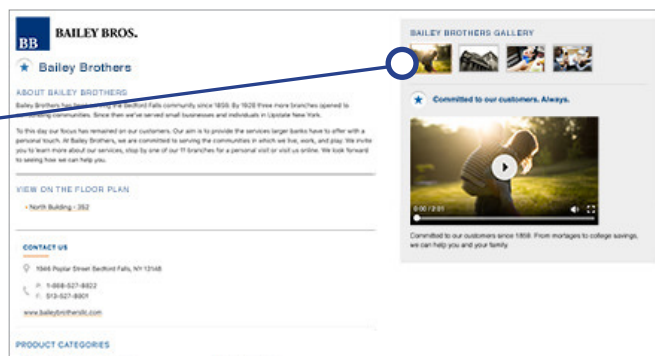 BB
BAILEY BROS.
Bailey Brothers
ABOUT BAILEY BROTHERS
Bailey Brothers has been serving the Bedford Falls community since 1858. By 1928 three more branches opened to
surrounding communities. Since then we've served small businesses and individuals in Upstate New York.
To this day our focus has remained on our customers. Our aim is to provide the services larger banks have to offer with a
personal touch. At Bailey Brothers, we are committed to serving the communities in which we live, work, and play. We invite
you to learn more about our services, stop by one of our 11 branches for a personal visit or visit us online. We look forward
to seeing how we can help you.
VIEW ON THE FLOOR PLAN
North Building - 352
CONTACT US
1946 Poplar Street Bedford Falls, NY 13148
P: 1-868-527-8822
F: 513-527-8801
www.baileybrothersllc.com
PRODUCT CATEGORIES
BAILEY BROTHERS GALLERY
Committed to our customers. Always.
0:00 / 2:01
Committed to our customers since 1858. From mortages to college savings,
we can help you and your family.